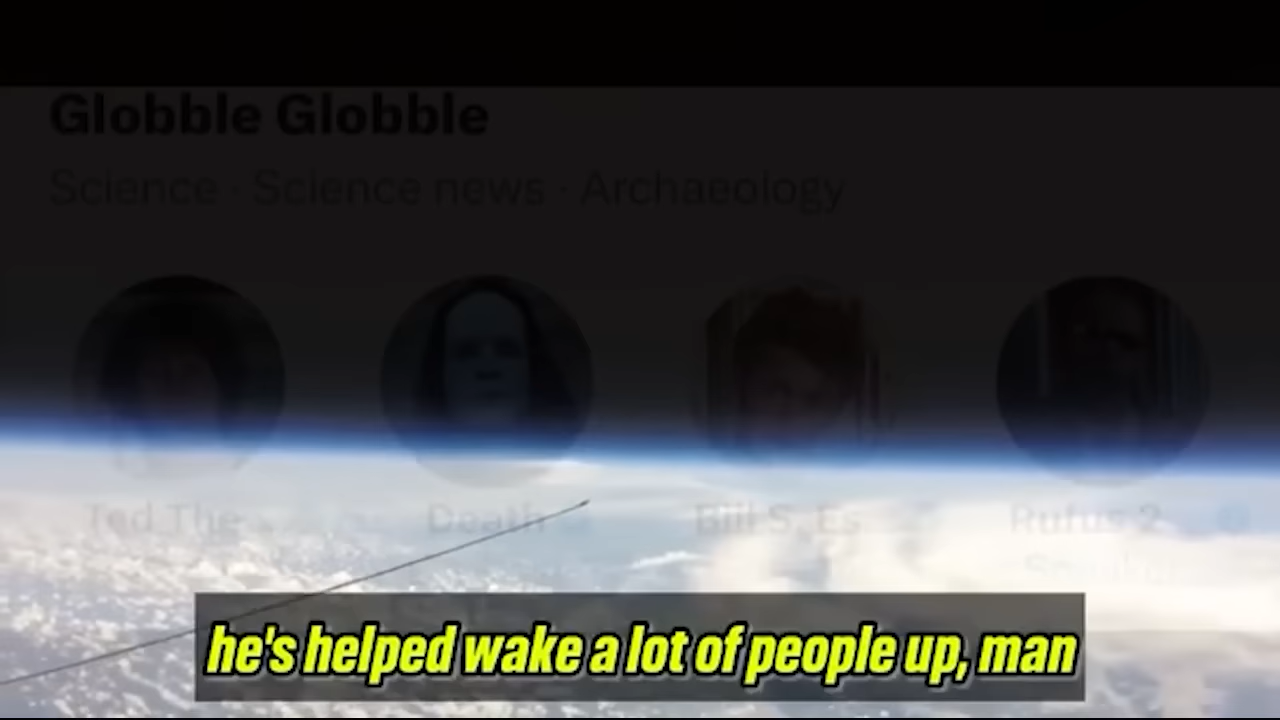 Globble Globble
Science · Science news · Archaeology
Ted The
Death
Bill S, Es
Rufus 2
he's helped wake a lot of people up, man